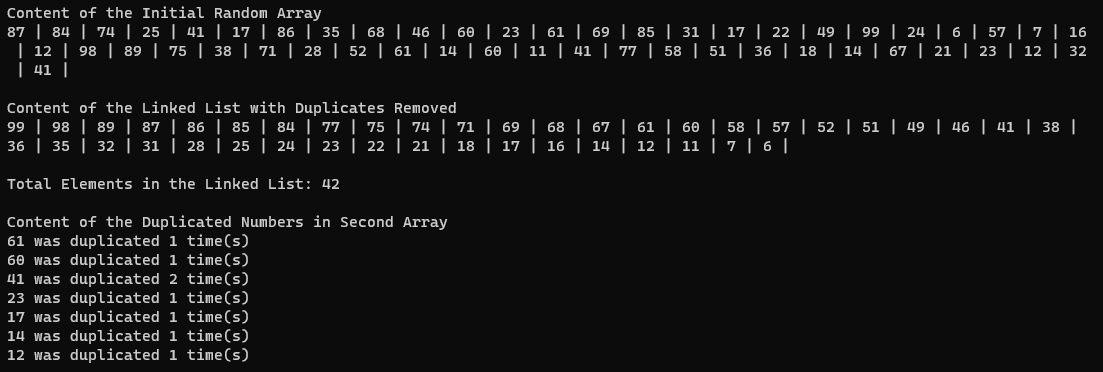 Content of the Initial Random Array
87 | 84 | 74 | 25 | 41 | 17 | 86 | 35 | 68 | 46 | 60 | 23 | 61 | 69 | 85 | 31 | 17 | 22 | 49 | 99 | 24 | 6 | 57 | 7 | 16
| 12 | 98 | 89 | 75 | 38 | 71 | 28 | 52 | 61 | 14 | 60 | 11 | 41 | 77 | 58 | 51 | 36 | 18 | 14 | 67 | 21 | 23 | 12 | 32
| 41 |
Content of the Linked List with Duplicates Removed
99 | 98 | 89 | 87 | 86 | 85 | 84 | 77 | 75 | 74 | 71 | 69 | 68 | 67 | 61 | 60 | 58 | 57 | 52 | 51 | 49 | 46 | 41 | 38 |
36 | 35 | 32 | 31 | 28 | 25 | 24 | 23 | 22 | 21 | 18 | 17 | 16 | 14 | 12 | 11 | 7 | 6 |
Total Elements in the Linked List: 42
Content of the Duplicated Numbers in Second Array
61 was duplicated 1 time(s)
60 was duplicated 1 time(s)
41 was duplicated 2 time(s)
23 was duplicated 1 time(s)
17 was duplicated 1 time(s)
14 was duplicated 1 time(s)
12 was duplicated 1 time(s)